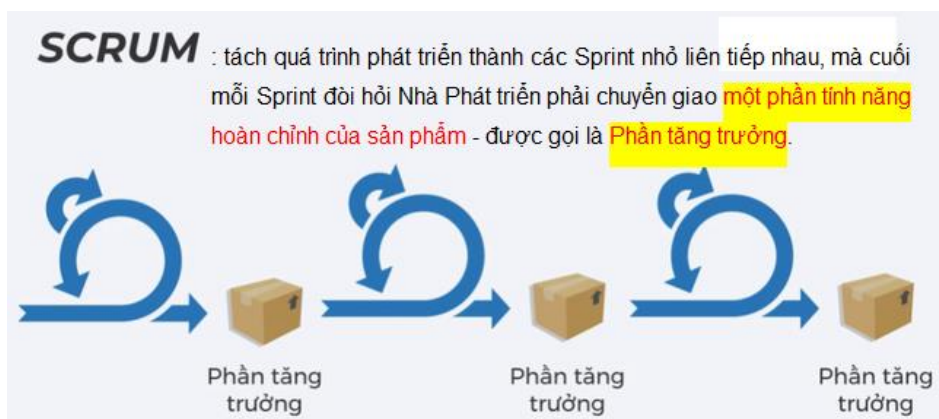 SCRUM : tách quá trình phát triển thành các Sprint nhỏ liên tiếp nhau, mà cuối
mỗi Sprint đòi hỏi Nhà Phát triển phải chuyển giao một phần tính năng
hoàn chỉnh của sản phẩm - được gọi là Phần tăng trưởng.
Phần tăng
trưởng
Phần tăng
trưởng
Phần tăng
trưởng